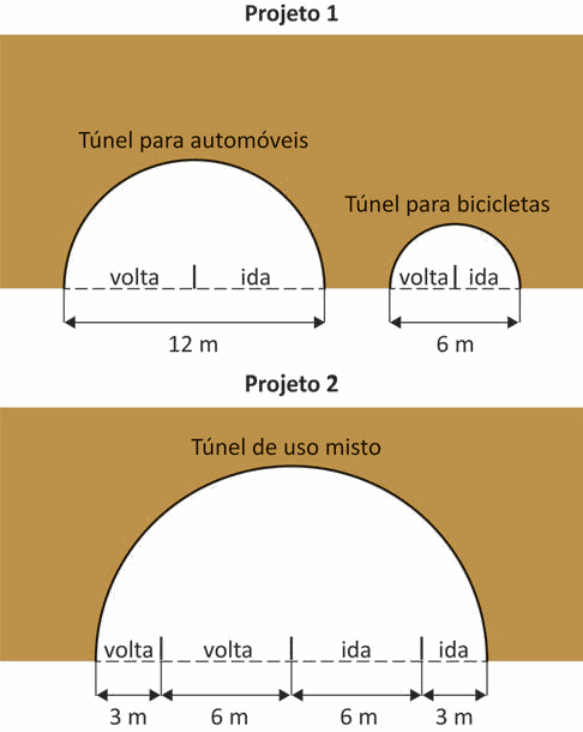 Projeto 1
Túnel para automóveis
Túnel para bicicletas
volta ida
volta ida
12 m
6 m
Projeto 2
Túnel de uso misto
volta volta ida ida
3 m 6 m 6 m 3 m